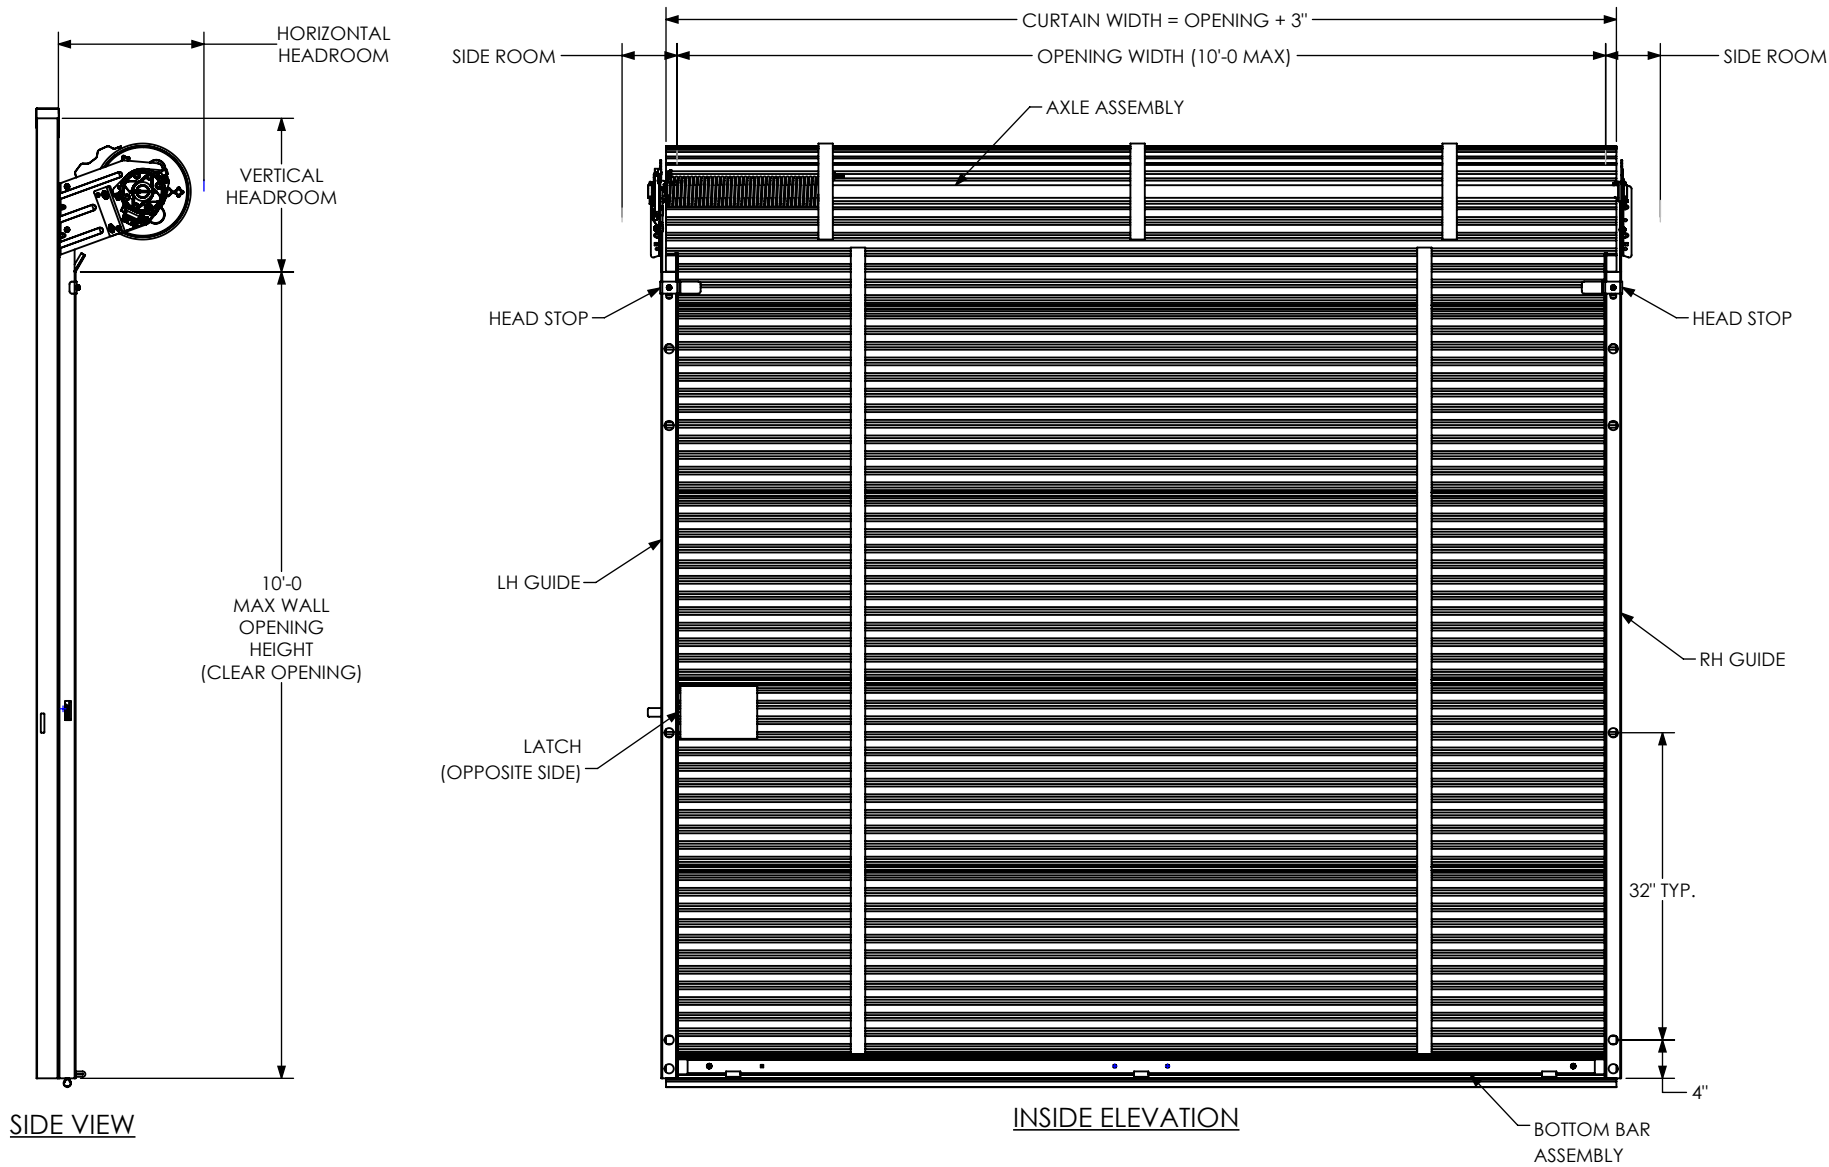 HORIZONTAL
HEADROOM
VERTICAL
HEADROOM
10'-0
MAX WALL
OPENING
HEIGHT
(CLEAR OPENING)
SIDE VIEW
CURTAIN WIDTH = OPENING + 3"
SIDE ROOM
OPENING WIDTH (10'-0 MAX)
SIDE ROOM
AXLE ASSEMBLY
HEAD STOP
HEAD STOP
LH GUIDE
RH GUIDE
LATCH
(OPPOSITE SIDE)
32" TYP.
4"
INSIDE ELEVATION
BOTTOM BAR
ASSEMBLY